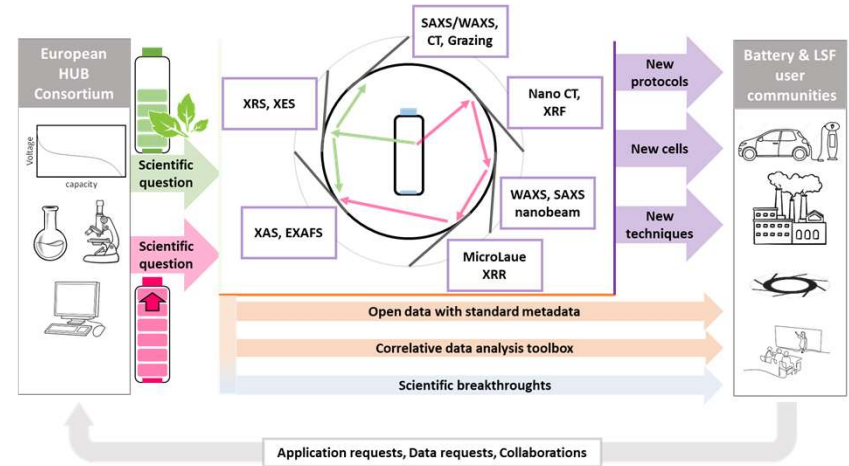 European
HUB
Consortium
Voltage
capacity
Scientific
question
Scientific
question
SAXS/WAXS,
CT, Grazing
XRS, XES
Nano CT,
XRF
WAXS, SAXS
nanobeam
XAS, EXAFS
MicroLaue
XRR
New
protocols
New cells
New
techniques
Battery & LSF
user
communities
Open data with standard metadata
Correlative data analysis toolbox
Scientific breakthroughts
Application requests, Data requests, Collaborations